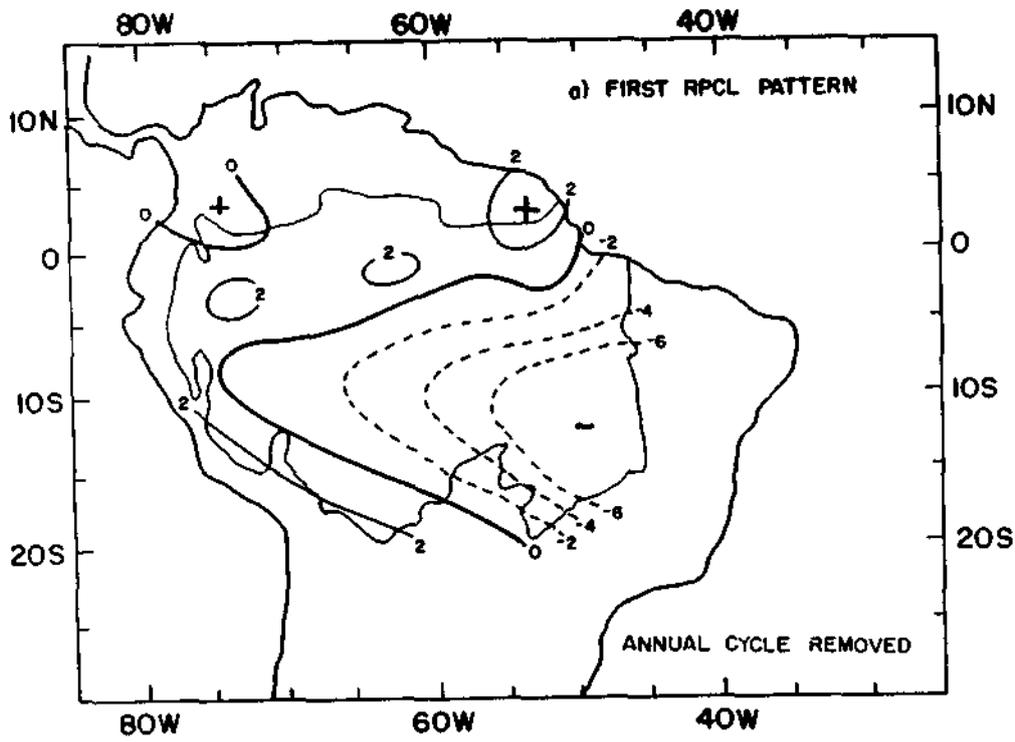 80W 60W 40W
a) FIRST RPCL PATTERN
10N 10N
2
0 2
+ +
0 0
-2
0 0
2
2
-4
-6
10S 10S
2
-
-6
-4
-2
2 0
20S 20S
ANNUAL CYCLE REMOVED
80W 60W 40W